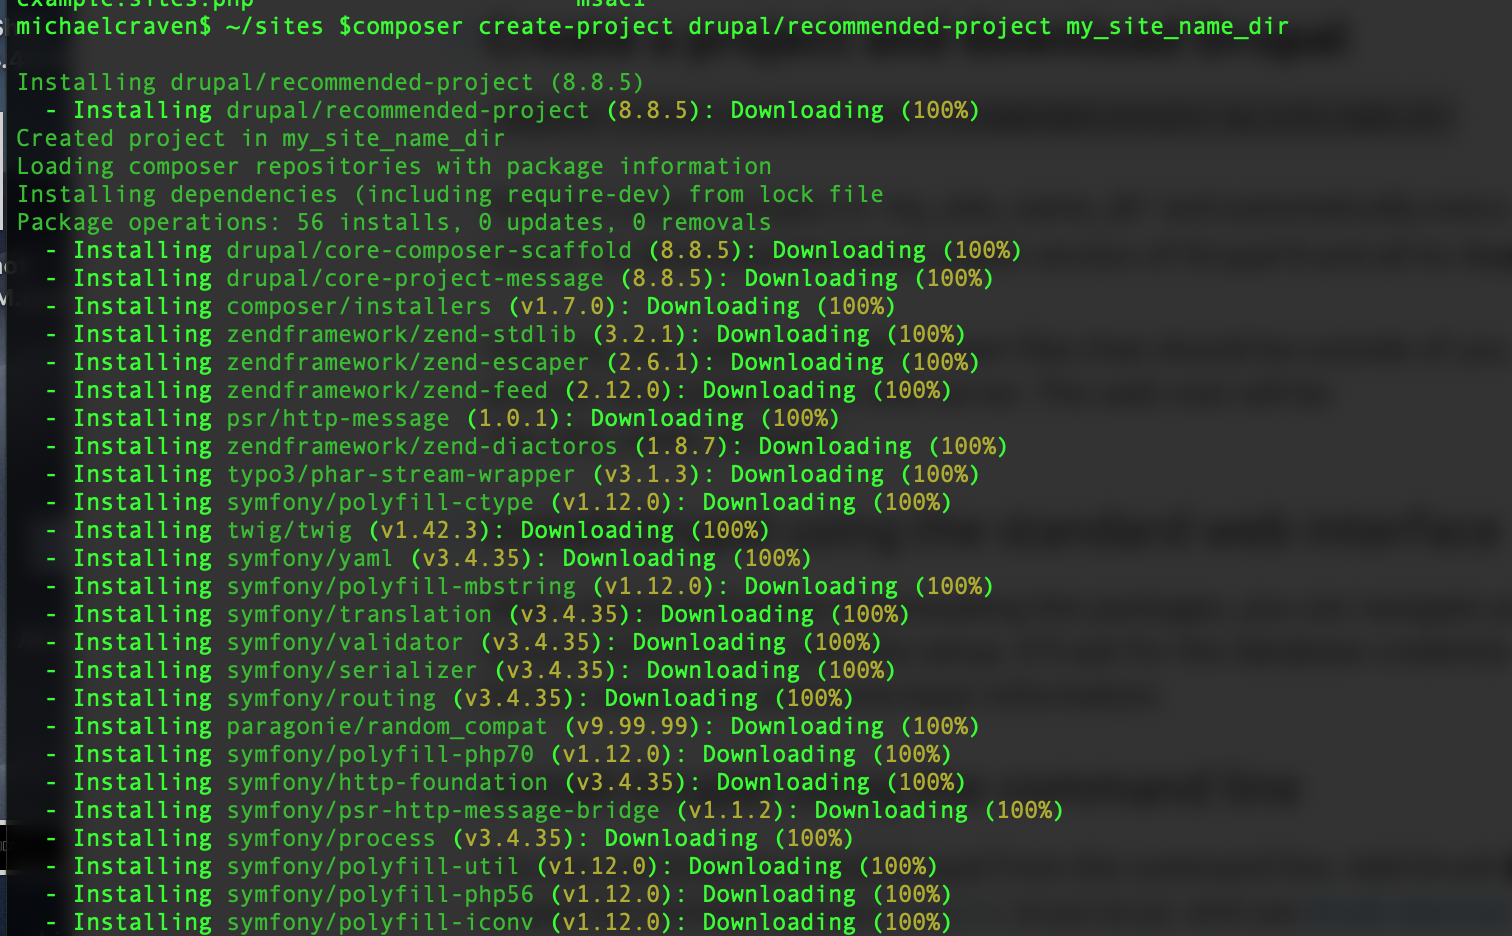 example.sites.php msact
michaelcraven$ ~/sites $composer create-project drupal/recommended-project my_site_name_dir
Installing drupal/recommended-project (8.8.5)
  - Installing drupal/recommended-project (8.8.5): Downloading (100%)
Created project in my_site_name_dir
Loading composer repositories with package information
Installing dependencies (including require-dev) from lock file
Package operations: 56 installs, 0 updates, 0 removals
  - Installing drupal/core-composer-scaffold (8.8.5): Downloading (100%)
  - Installing drupal/core-project-message (8.8.5): Downloading (100%)
  - Installing composer/installers (v1.7.0): Downloading (100%)
  - Installing zendframework/zend-stdlib (3.2.1): Downloading (100%)
  - Installing zendframework/zend-escaper (2.6.1): Downloading (100%)
  - Installing zendframework/zend-feed (2.12.0): Downloading (100%)
  - Installing psr/http-message (1.0.1): Downloading (100%)
  - Installing zendframework/zend-diactoros (1.8.7): Downloading (100%)
  - Installing typo3/phar-stream-wrapper (v3.1.3): Downloading (100%)
  - Installing symfony/polyfill-ctype (v1.12.0): Downloading (100%)
  - Installing twig/twig (v1.42.3): Downloading (100%)
  - Installing symfony/yaml (v3.4.35): Downloading (100%)
  - Installing symfony/polyfill-mbstring (v1.12.0): Downloading (100%)
  - Installing symfony/translation (v3.4.35): Downloading (100%)
  - Installing symfony/validator (v3.4.35): Downloading (100%)
  - Installing symfony/serializer (v3.4.35): Downloading (100%)
  - Installing symfony/routing (v3.4.35): Downloading (100%)
  - Installing paragonie/random_compat (v9.99.99): Downloading (100%)
  - Installing symfony/polyfill-php70 (v1.12.0): Downloading (100%)
  - Installing symfony/http-foundation (v3.4.35): Downloading (100%)
  - Installing symfony/psr-http-message-bridge (v1.1.2): Downloading (100%)
  - Installing symfony/process (v3.4.35): Downloading (100%)
  - Installing symfony/polyfill-util (v1.12.0): Downloading (100%)
  - Installing symfony/polyfill-php56 (v1.12.0): Downloading (100%)
  - Installing symfony/polyfill-iconv (v1.12.0): Downloading (100%)